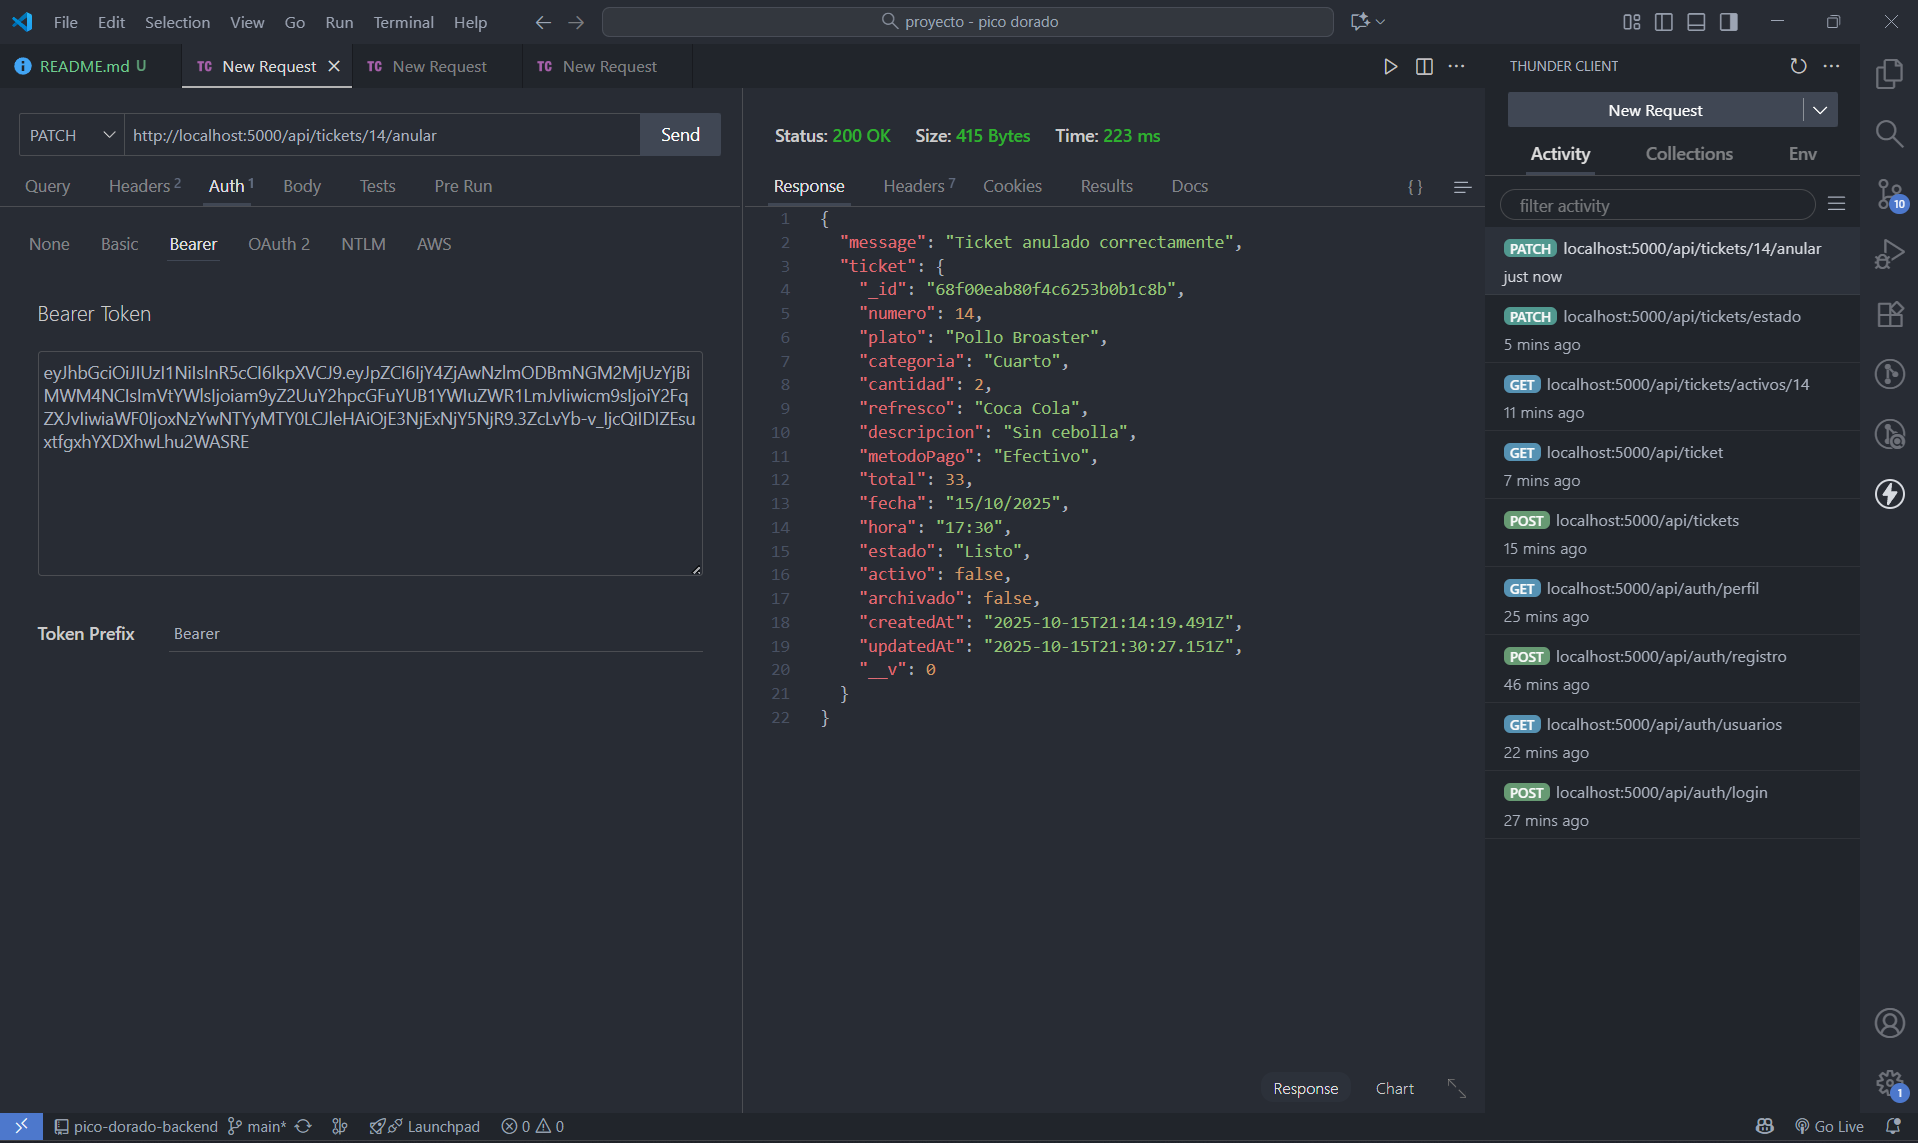 File Edit Selection View Go Run Terminal Help proyecto - pico dorado
README.md U TC New Request TC New Request TC New Request
PATCH http://localhost:5000/api/tickets/14/anular Send
Query Headers 2 Auth 1 Body Tests Pre Run
None Basic Bearer OAuth 2 NTLM AWS
Bearer Token
Token Prefix Bearer
Status: 200 OK Size: 415 Bytes Time: 223 ms
Response Headers 7 Cookies Results Docs {}
1 {
2 "message": "Ticket anulado correctamente",
3 "ticket": {
4 "_id": "68f00eab80f4c6253b0b1c8b",
5 "numero": 14,
6 "plato": "Pollo Broaster",
7 "categoria": "Cuarto",
8 "cantidad": 2,
9 "refresco": "Coca Cola",
10 "descripcion": "Sin cebolla",
11 "metodoPago": "Efectivo",
12 "total": 33,
13 "fecha": "15/10/2025",
14 "hora": "17:30",
15 "estado": "Listo",
16 "activo": false,
17 "archivado": false,
18 "createdAt": "2025-10-15T21:14:19.491Z",
19 "updatedAt": "2025-10-15T21:30:27.151Z",
20 "__v": 0
21 }
22 }
Response Chart
THUNDER CLIENT
New Request
Activity Collections Env
filter activity
PATCH localhost:5000/api/tickets/14/anular
just now
PATCH localhost:5000/api/tickets/estado
5 mins ago
GET localhost:5000/api/tickets/activos/14
11 mins ago
GET localhost:5000/api/ticket
7 mins ago
POST localhost:5000/api/tickets
15 mins ago
GET localhost:5000/api/auth/perfil
25 mins ago
POST localhost:5000/api/auth/registro
46 mins ago
GET localhost:5000/api/auth/usuarios
22 mins ago
POST localhost:5000/api/auth/login
27 mins ago
10
1
pico-dorado-backend main* Launchpad 0 0 Go Live